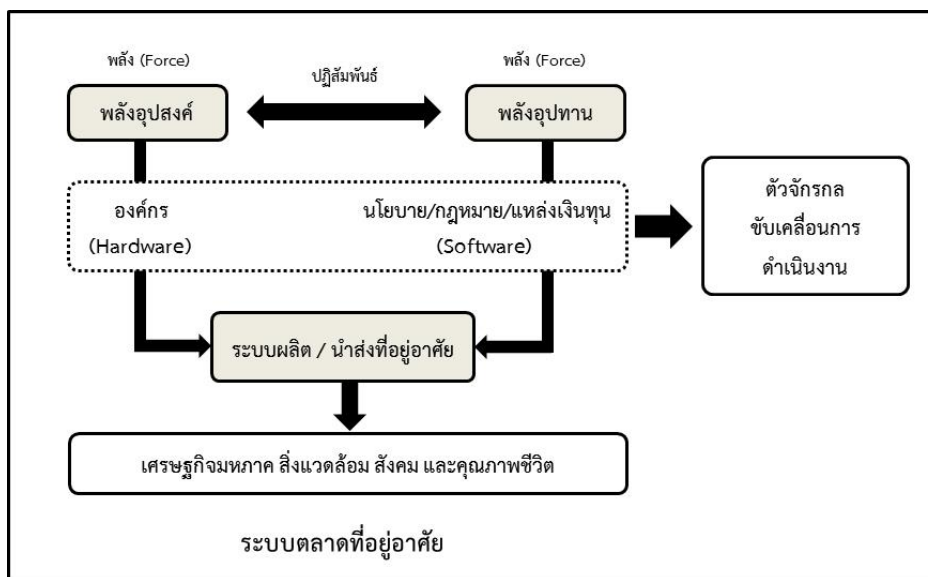 พลัง (Force)
พลัง (Force)
ปฏิสัมพันธ์
พลังอุปสงค์
พลังอุปทาน
องค์กร
(Hardware)
นโยบาย/กฎหมาย/แหล่งเงินทุน
(Software)
ตัวจักรกล
ขับเคลื่อนการ
ดำเนินงาน
ระบบผลิต / นำส่งที่อยู่อาศัย
เศรษฐกิจมหภาค สิ่งแวดล้อม สังคม และคุณภาพชีวิต
ระบบตลาดที่อยู่อาศัย